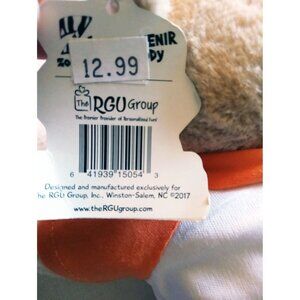 ENIR
12.99
The RGU Group
The Premier Provider of Personalized Fun!
6 41939 15054 3
Designed and manufactured exclusively for
The RGU Group, Inc., Winston-Salem, NC ©2017
www.theRGUgroup.com